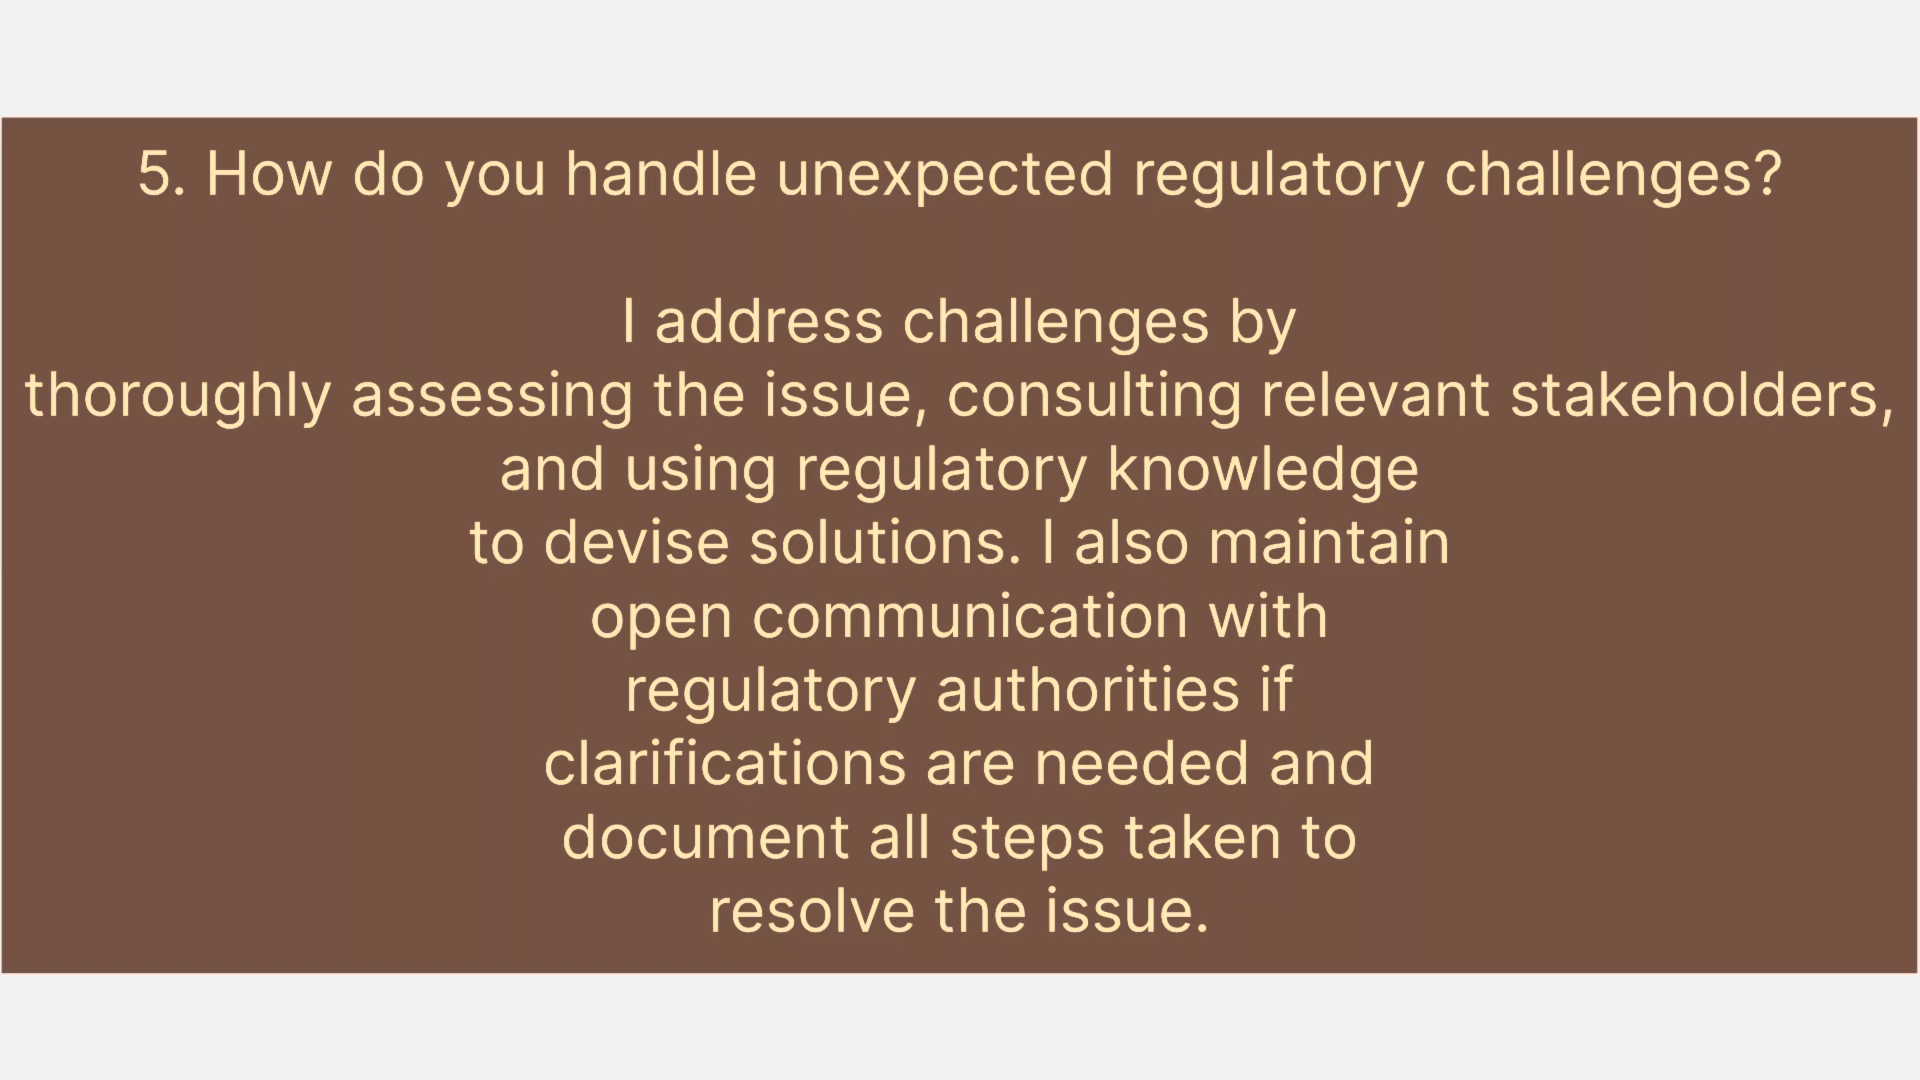 5. How do you handle unexpected regulatory challenges?
I address challenges by
thoroughly assessing the issue, consulting relevant stakeholders,
and using regulatory knowledge
to devise solutions. I also maintain
open communication with
regulatory authorities if
clarifications are needed and
document all steps taken to
resolve the issue.